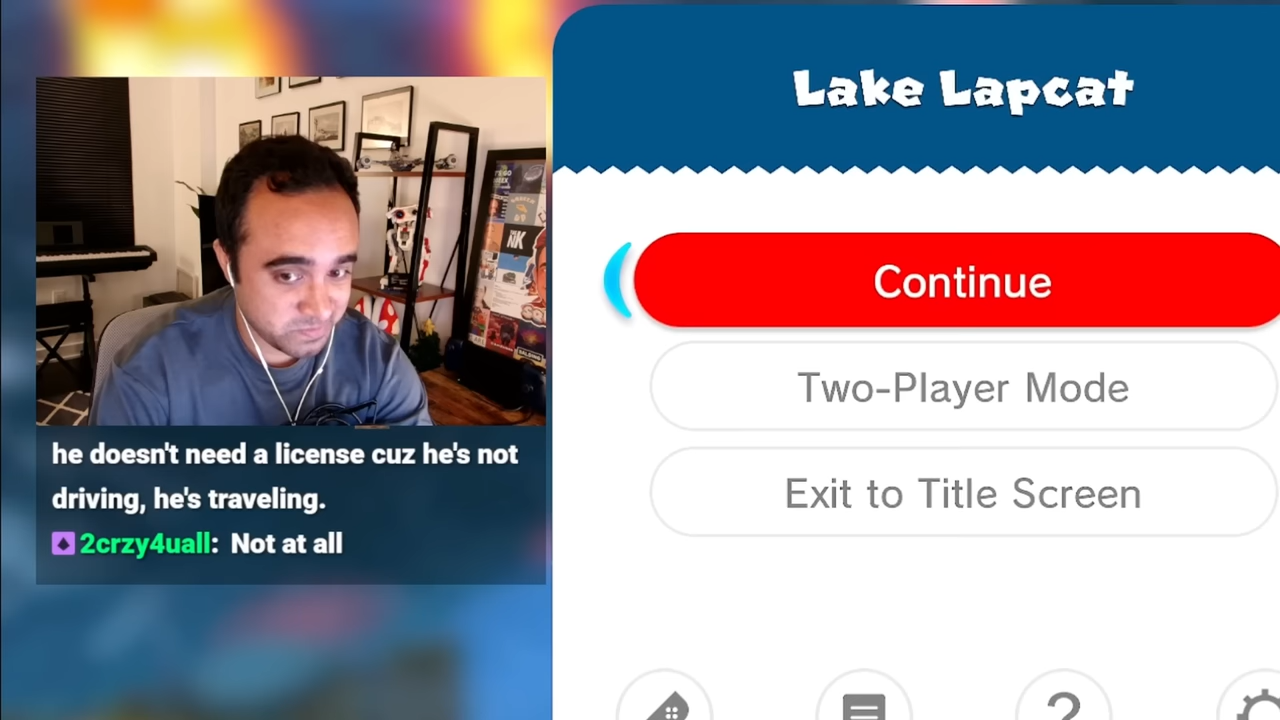 Lake Lapcat
Continue
Two-Player Mode
Exit to Title Screen
he doesn't need a license cuz he's not
driving, he's traveling.
2crzy4uall: Not at all
?
NK